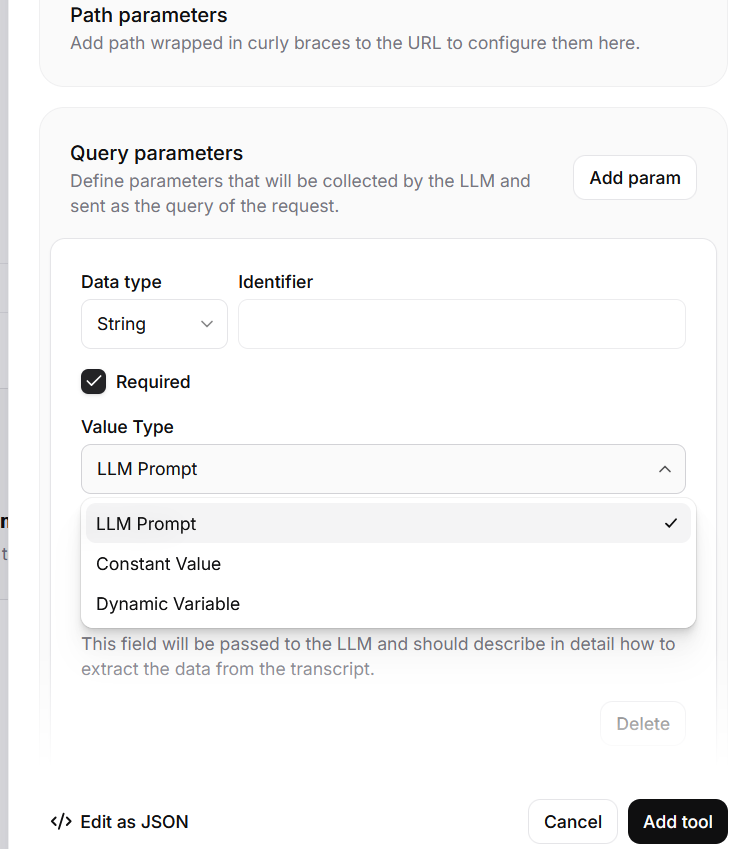 Path parameters
Add path wrapped in curly braces to the URL to configure them here.
Query parameters
Define parameters that will be collected by the LLM and
sent as the query of the request.
Add param
Data type
Identifier
String
Required
Value Type
LLM Prompt
LLM Prompt
Constant Value
Dynamic Variable
This field will be passed to the LLM and should describe in detail how to
extract the data from the transcript.
Delete
</> Edit as JSON
Cancel
Add tool